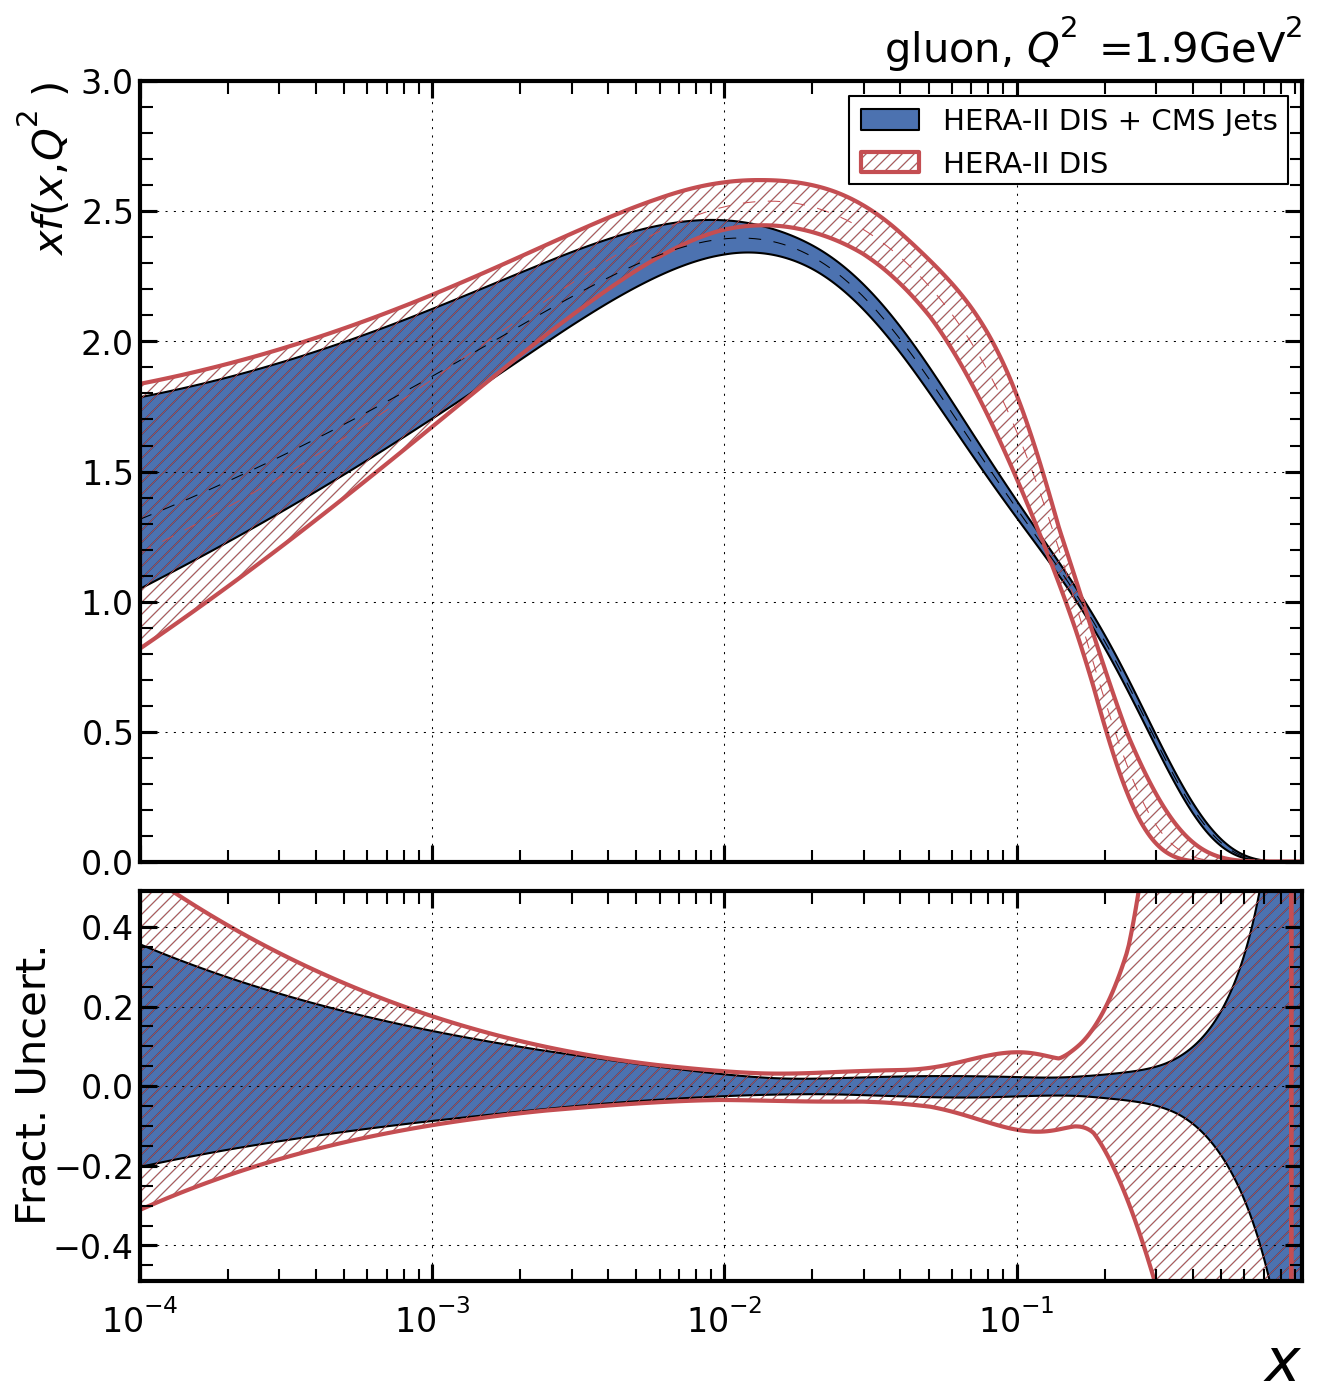 gluon, Q² =1.9GeV²
xf(x,Q²)
3.0
2.5
2.0
1.5
1.0
0.5
0.0
HERA-II DIS + CMS Jets
HERA-II DIS
Fract. Uncert.
0.4
0.2
0.0
−0.2
−0.4
10⁻⁴ 10⁻³ 10⁻² 10⁻¹
x